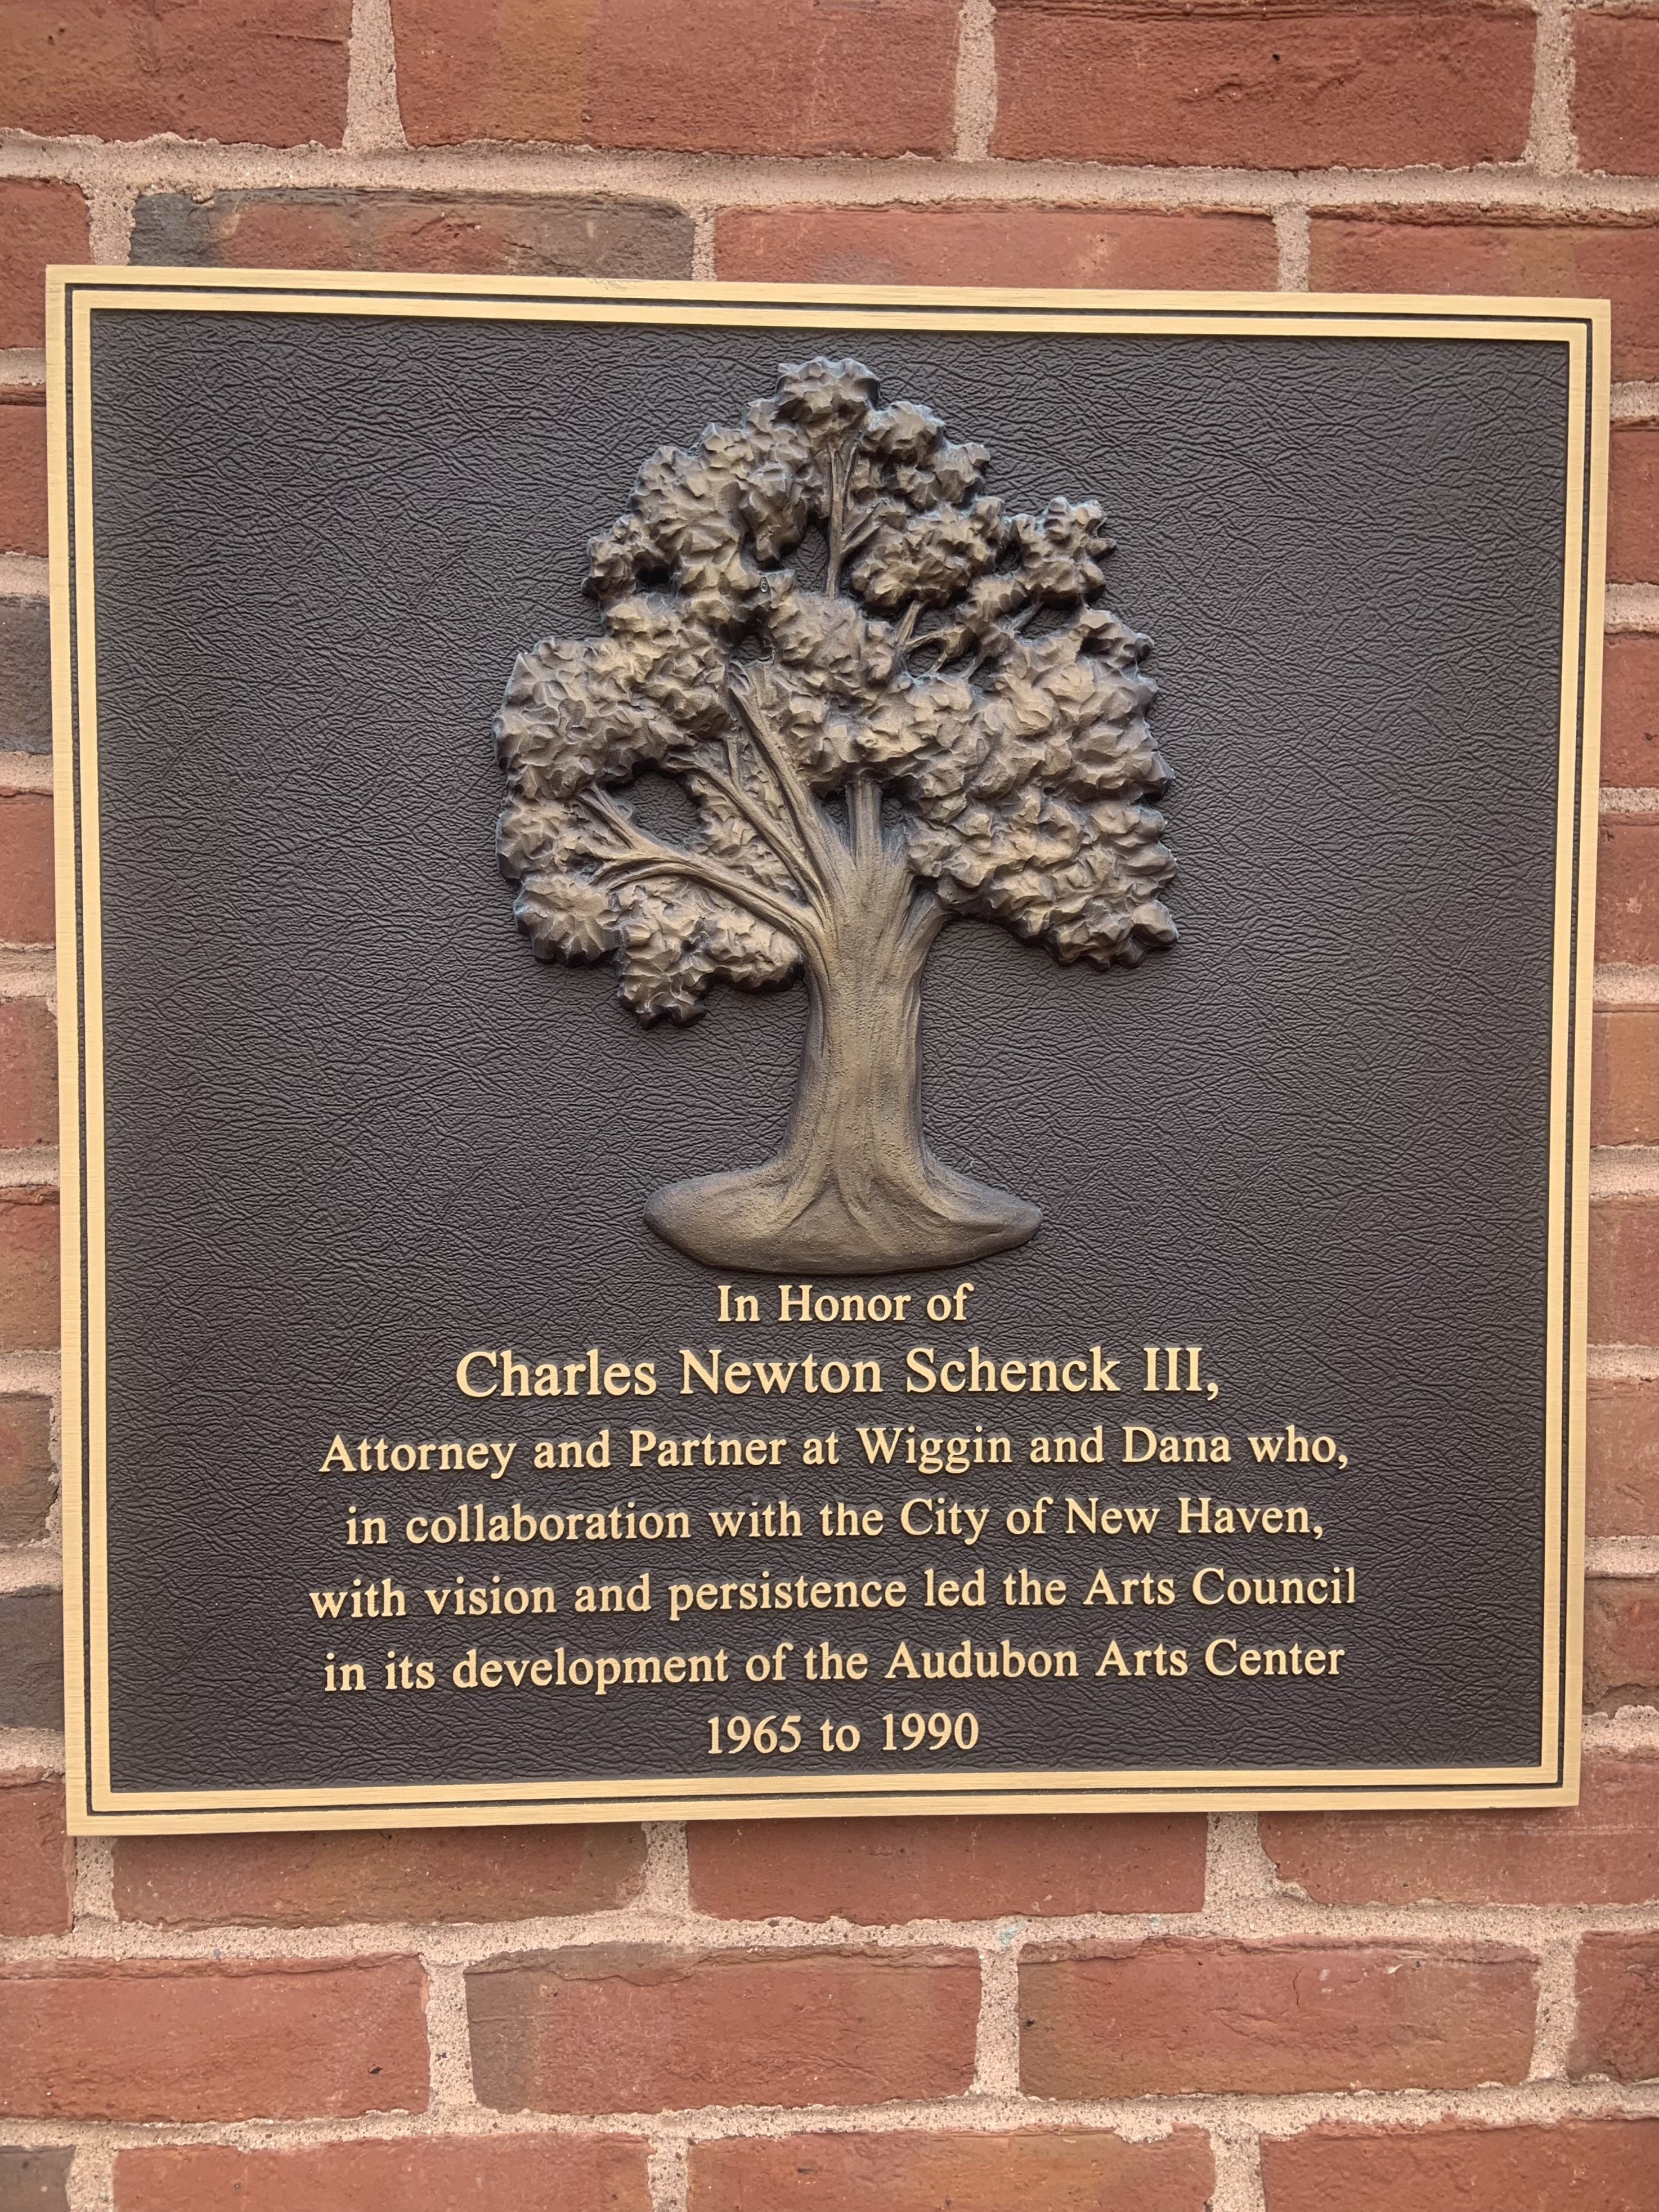 In Honor of
Charles Newton Schenck III,
Attorney and Partner at Wiggin and Dana who,
in collaboration with the City of New Haven,
with vision and persistence led the Arts Council
in its development of the Audubon Arts Center
1965 to 1990